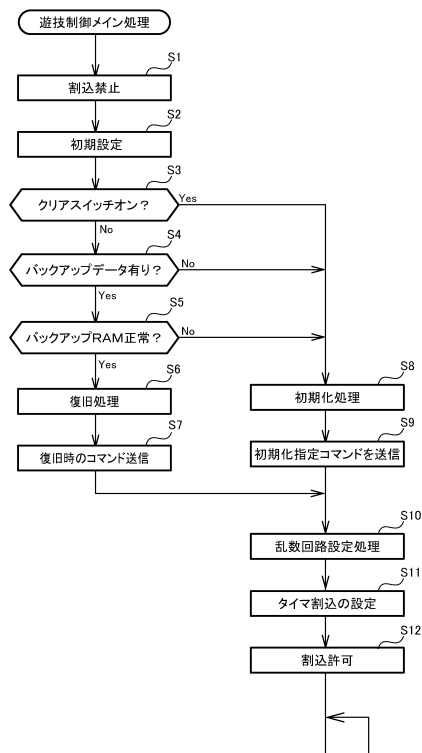 遊技制御メイン処理
S1
割込禁止
S2
初期設定
S3
クリアスイッチオン？
Yes
No
S4
バックアップデータ有り？
No
Yes
S5
バックアップRAM正常？
No
Yes
S6
復旧処理
S7
復旧時のコマンド送信
S8
初期化処理
S9
初期化指定コマンドを送信
S10
乱数回路設定処理
S11
タイマ割込の設定
S12
割込許可